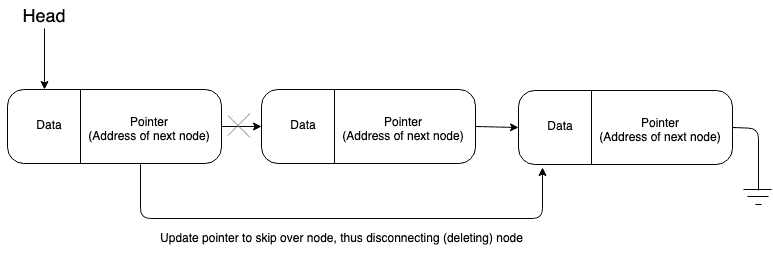 Head
Data
Pointer
(Address of next node)
Data
Pointer
(Address of next node)
Data
Pointer
(Address of next node)
Update pointer to skip over node, thus disconnecting (deleting) node